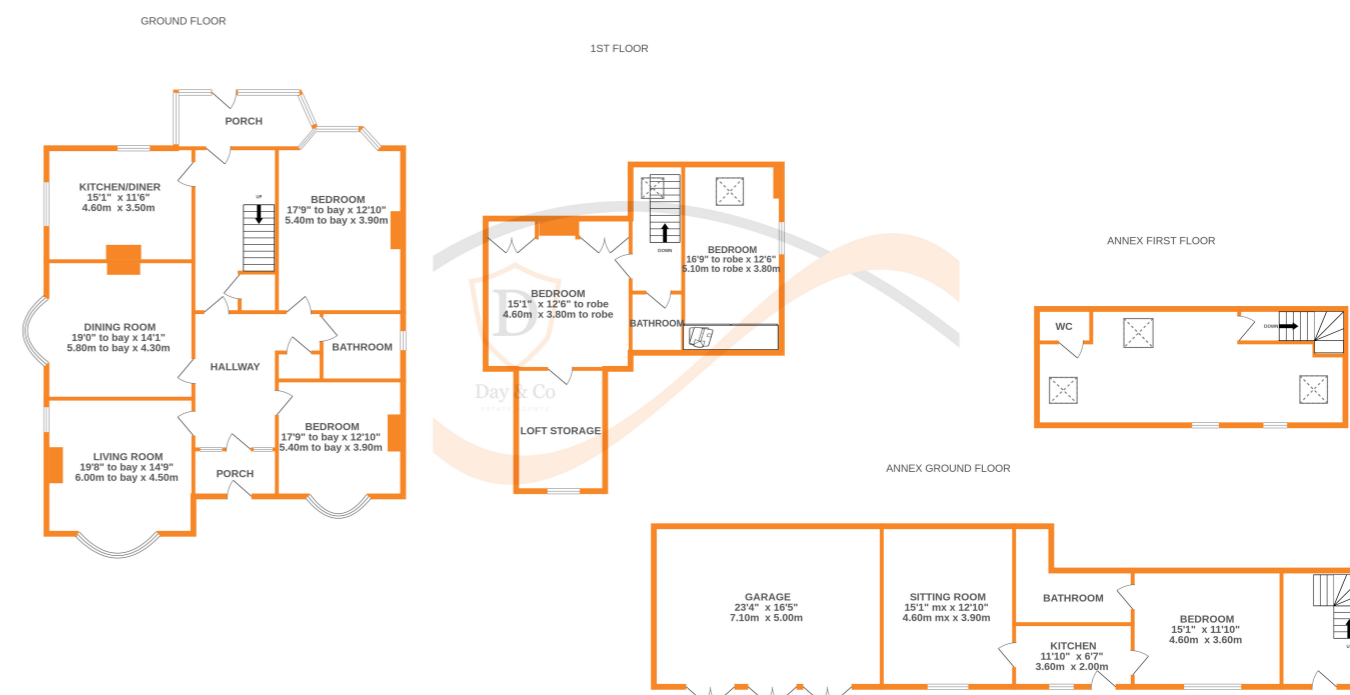 GROUND FLOOR
PORCH
KITCHEN/DINER
15'1" x 11'6"
4.60m x 3.50m
UP
BEDROOM
17'9" to bay x 12'10"
5.40m to bay x 3.90m
DINING ROOM
19'0" to bay x 14'1"
5.80m to bay x 4.30m
BATHROOM
HALLWAY
BEDROOM
17'9" to bay x 12'10"
5.40m to bay x 3.90m
LIVING ROOM
19'8" to bay x 14'9"
6.00m to bay x 4.50m
PORCH
1ST FLOOR
DOWN
BEDROOM
16'9" to robe x 12'6"
5.10m to robe x 3.80m
BEDROOM
15'1" x 12'6" to robe
4.60m x 3.80m to robe
BATHROOM
D
Day & Co
ESTATE AGENTS
LOFT STORAGE
ANNEX FIRST FLOOR
WC
DOWN
ANNEX GROUND FLOOR
GARAGE
23'4" x 16'5"
7.10m x 5.00m
SITTING ROOM
15'1" mx x 12'10"
4.60m mx x 3.90m
BATHROOM
KITCHEN
11'10" x 6'7"
3.60m x 2.00m
BEDROOM
15'1" x 11'10"
4.60m x 3.60m